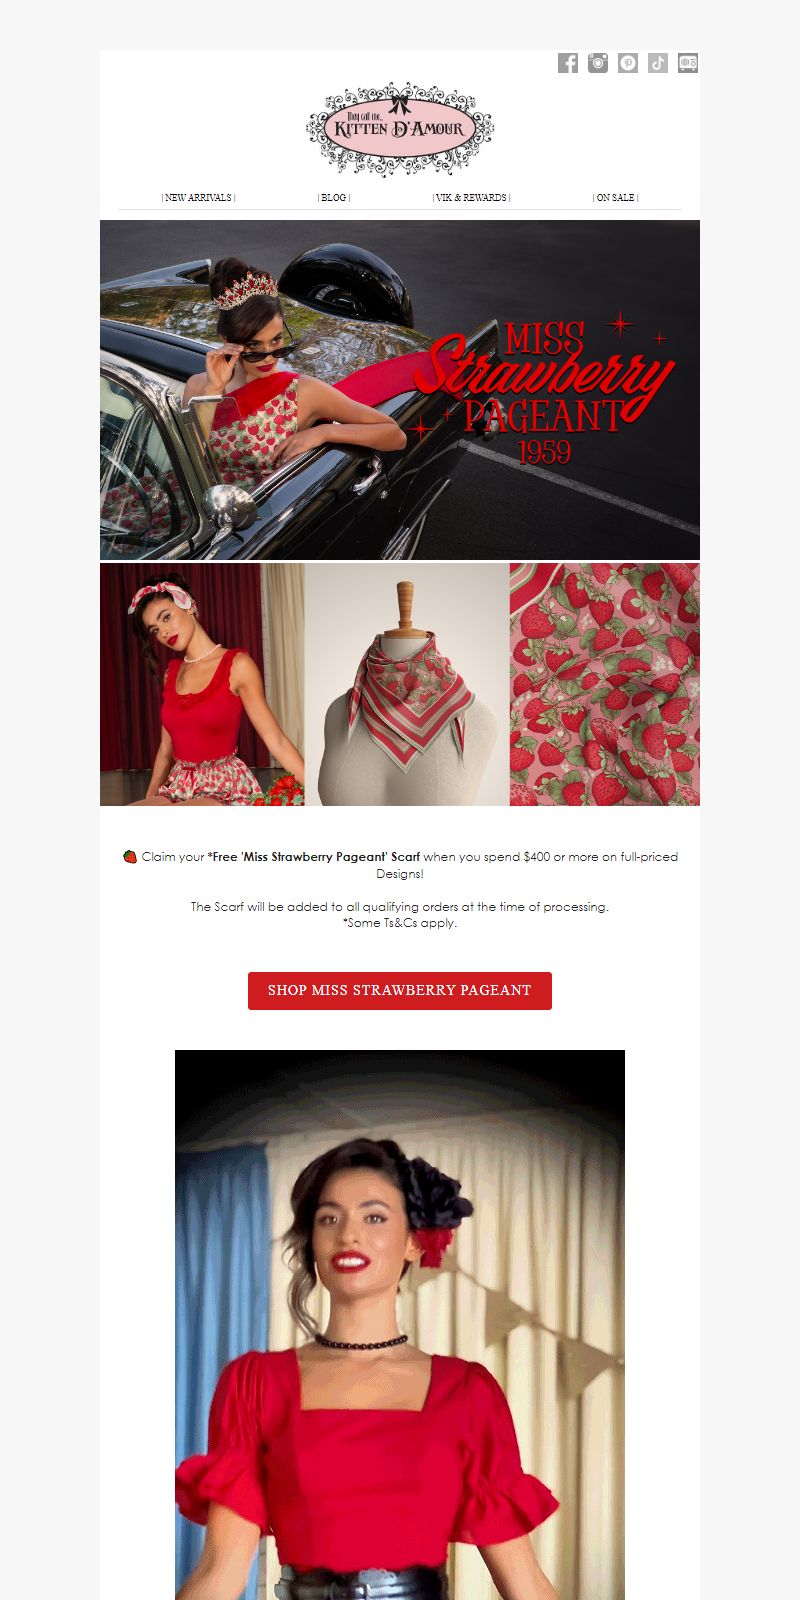 They call me...
KITTEN D'AMOUR
| NEW ARRIVALS |
| BLOG |
| VIK & REWARDS |
| ON SALE |
MISS
Strawberry
PAGEANT
1959
Claim your *Free 'Miss Strawberry Pageant' Scarf when you spend $400 or more on full-priced
Designs!
The Scarf will be added to all qualifying orders at the time of processing.
*Some Ts&Cs apply.
SHOP MISS STRAWBERRY PAGEANT